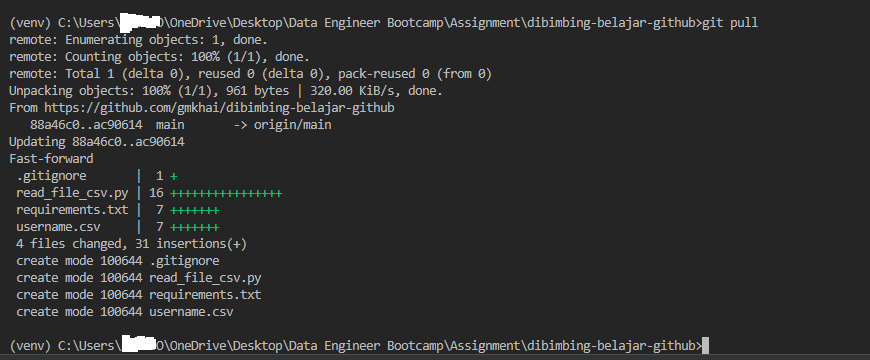 (venv) C:\Users\ O\OneDrive\Desktop\Data Engineer Bootcamp\Assignment\dibimbing-belajar-github>git pull
remote: Enumerating objects: 1, done.
remote: Counting objects: 100% (1/1), done.
remote: Total 1 (delta 0), reused 0 (delta 0), pack-reused 0 (from 0)
Unpacking objects: 100% (1/1), 961 bytes | 320.00 KiB/s, done.
From https://github.com/gmkhai/dibimbing-belajar-github
   88a46c0..ac90614  main       -> origin/main
Updating 88a46c0..ac90614
Fast-forward
 .gitignore       |  1 +
 read_file_csv.py | 16 ++++++++++++++++
 requirements.txt |  7 +++++++
 username.csv     |  7 +++++++
 4 files changed, 31 insertions(+)
 create mode 100644 .gitignore
 create mode 100644 read_file_csv.py
 create mode 100644 requirements.txt
 create mode 100644 username.csv
(venv) C:\Users\ O\OneDrive\Desktop\Data Engineer Bootcamp\Assignment\dibimbing-belajar-github>